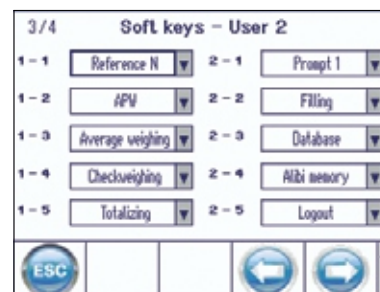 3/4 Soft keys - User 2
1-1 Reference N 2-1 Prompt 1
1-2 APW 2-2 Filling
1-3 Average weighing 2-3 Database
1-4 Checkweighing 2-4 Alibi memory
1-5 Totalizing 2-5 Logout
ESC